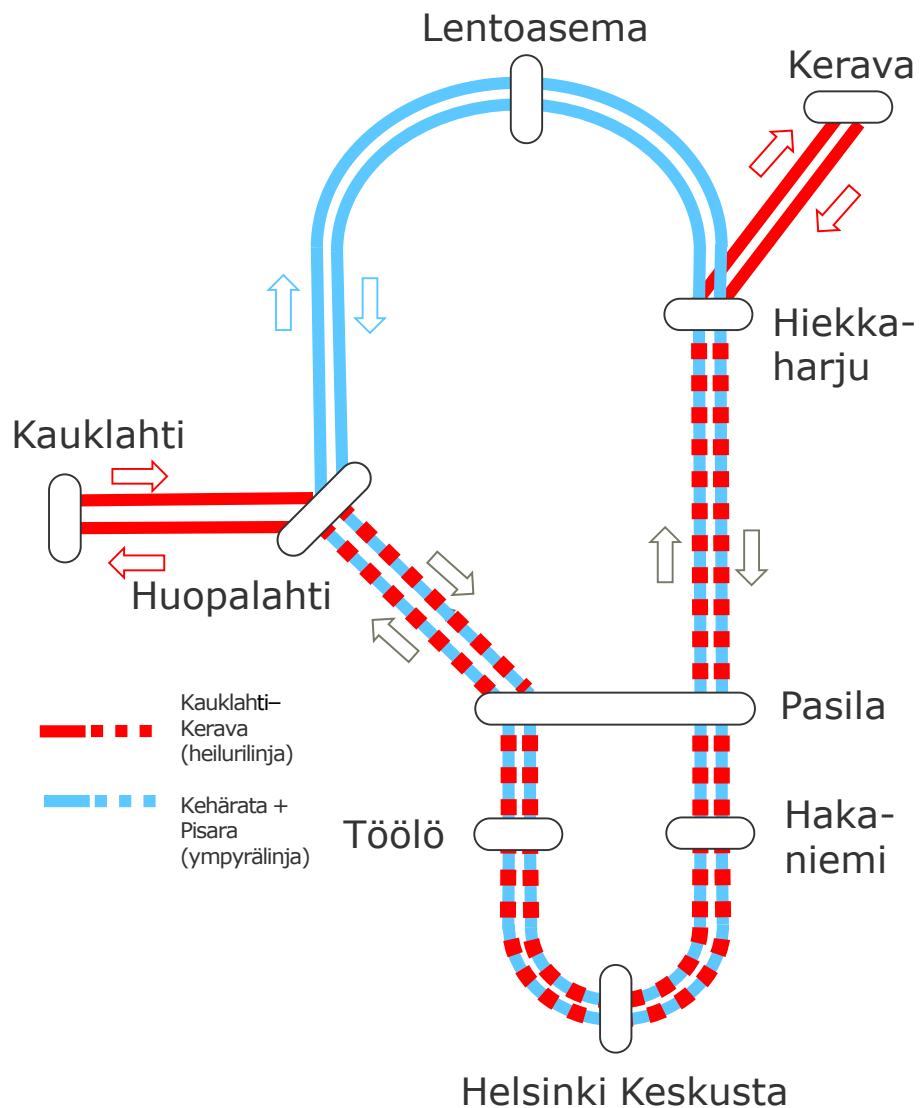 Lentoasema
Kerava
Hiekka-
harju
Kauklahti
Huopalahti
Pasila
Kauklahti–
Kerava
(heilurilinja)
Kehärata +
Pisara
(ympyrälinja)
Töölö
Haka-
niemi
Helsinki Keskusta